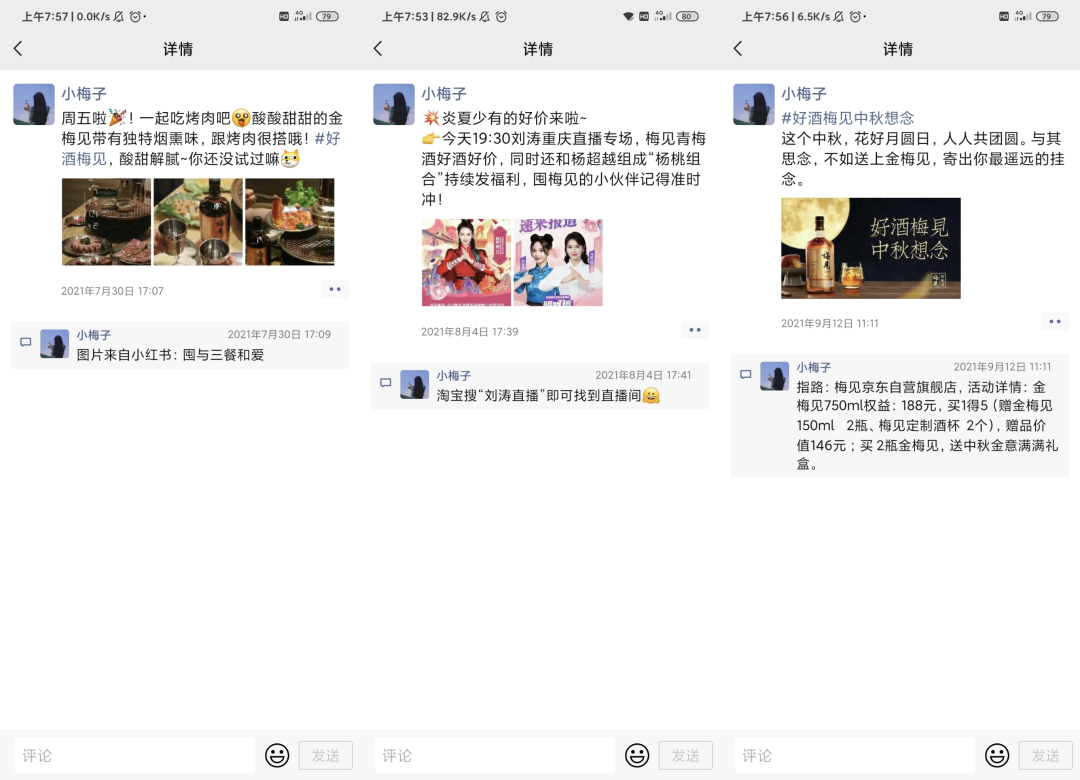 上午7:57 | 0.0K/s
HD 4G 79
详情
小梅子
周五啦🎉！一起吃烤肉吧😲酸酸甜甜的金
梅见带有独特烟熏味，跟烤肉很搭哦！#好
酒梅见，酸甜解腻~你还没试过嘛😹
2021年7月30日 17:07
小梅子 2021年7月30日 17:09
图片来自小红书：囤与三餐和爱
评论
发送
上午7:53 | 82.9K/s
HD 4G 80
详情
小梅子
💥炎夏少有的好价来啦~
👉今天19:30刘涛重庆直播专场，梅见青梅
酒好酒好价，同时还和杨超越组成“杨桃组
合”持续发福利，囤梅见的小伙伴记得准时
冲！
速来报道
2021年8月4日 17:39
小梅子 2021年8月4日 17:41
淘宝搜“刘涛直播”即可找到直播间🤗
评论
发送
上午7:56 | 6.5K/s
HD 4G 79
详情
小梅子
#好酒梅见中秋想念
这个中秋，花好月圆日，人人共团圆。与其
思念，不如送上金梅见，寄出你最遥远的挂
念。
好酒梅見
中秋想念
梅見
2021年9月12日 11:11
小梅子 2021年9月12日 11:11
指路：梅见京东自营旗舰店，活动详情：金
梅见750ml权益：188元，买1得5（赠金梅见
150ml 2瓶、梅见定制酒杯 2个），赠品价
值146元；买 2瓶金梅见，送中秋金意满满礼
盒。
评论
发送